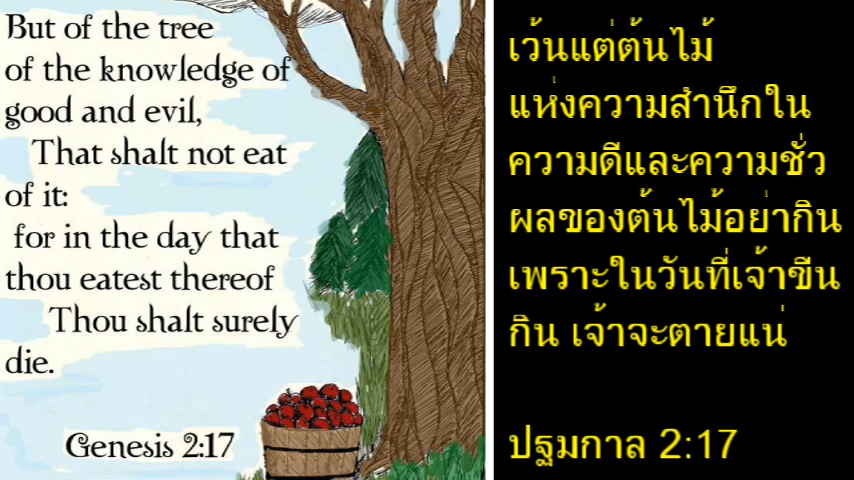 But of the tree
of the knowledge of
good and evil,
That shalt not eat
of it:
for in the day that
thou eatest thereof
Thou shalt surely
die.
Genesis 2:17
เว้นแต่ต้นไม้
แห่งความสำนึกใน
ความดีและความชั่ว
ผลของต้นไม้อย่ากิน
เพราะในวันที่เจ้าขืน
กิน เจ้าจะตายแน่
ปฐมกาล 2:17